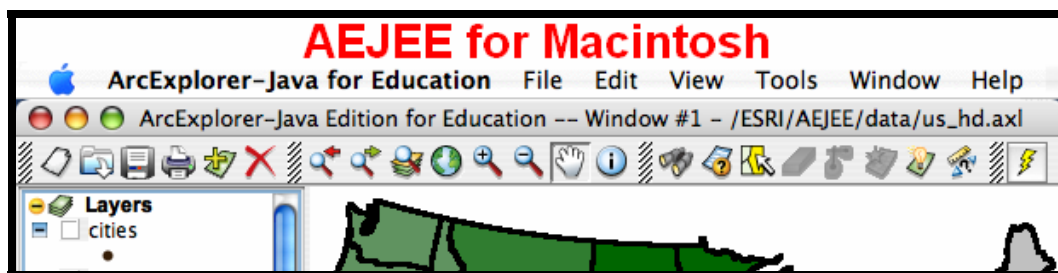 AEJEE for Macintosh
ArcExplorer-Java for Education File Edit View Tools Window Help
ArcExplorer-Java Edition for Education -- Window #1 - /ESRI/AEJEE/data/us_hd.axl
Layers
cities